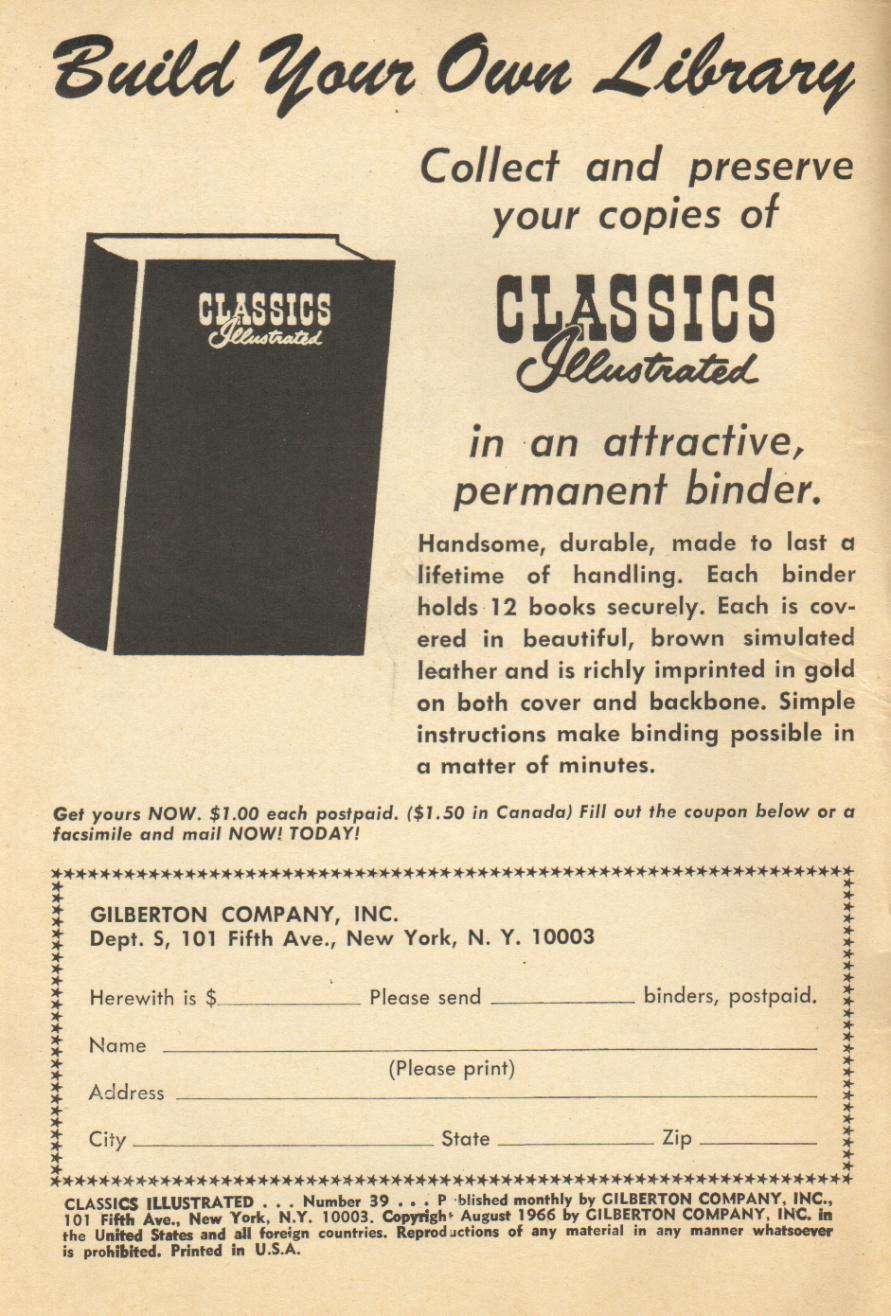 Build Your Own Library
Collect and preserve
your copies of
CLASSICS
Illustrated
CLASSICS
Illustrated
in an attractive,
permanent binder.
Handsome, durable, made to last a
lifetime of handling. Each binder
holds 12 books securely. Each is cov-
ered in beautiful, brown simulated
leather and is richly imprinted in gold
on both cover and backbone. Simple
instructions make binding possible in
a matter of minutes.
Get yours NOW. $1.00 each postpaid. ($1.50 in Canada) Fill out the coupon below or a
facsimile and mail NOW! TODAY!
GILBERTON COMPANY, INC.
Dept. S, 101 Fifth Ave., New York, N. Y. 10003
Herewith is $ Please send binders, postpaid.
Name
(Please print)
Address
City State Zip
CLASSICS ILLUSTRATED . . . Number 39 . . . P blished monthly by GILBERTON COMPANY, INC.,
101 Fifth Ave., New York, N.Y. 10003. Copyright August 1966 by GILBERTON COMPANY, INC. in
the United States and all foreign countries. Reproductions of any material in any manner whatsoever
is prohibited. Printed in U.S.A.